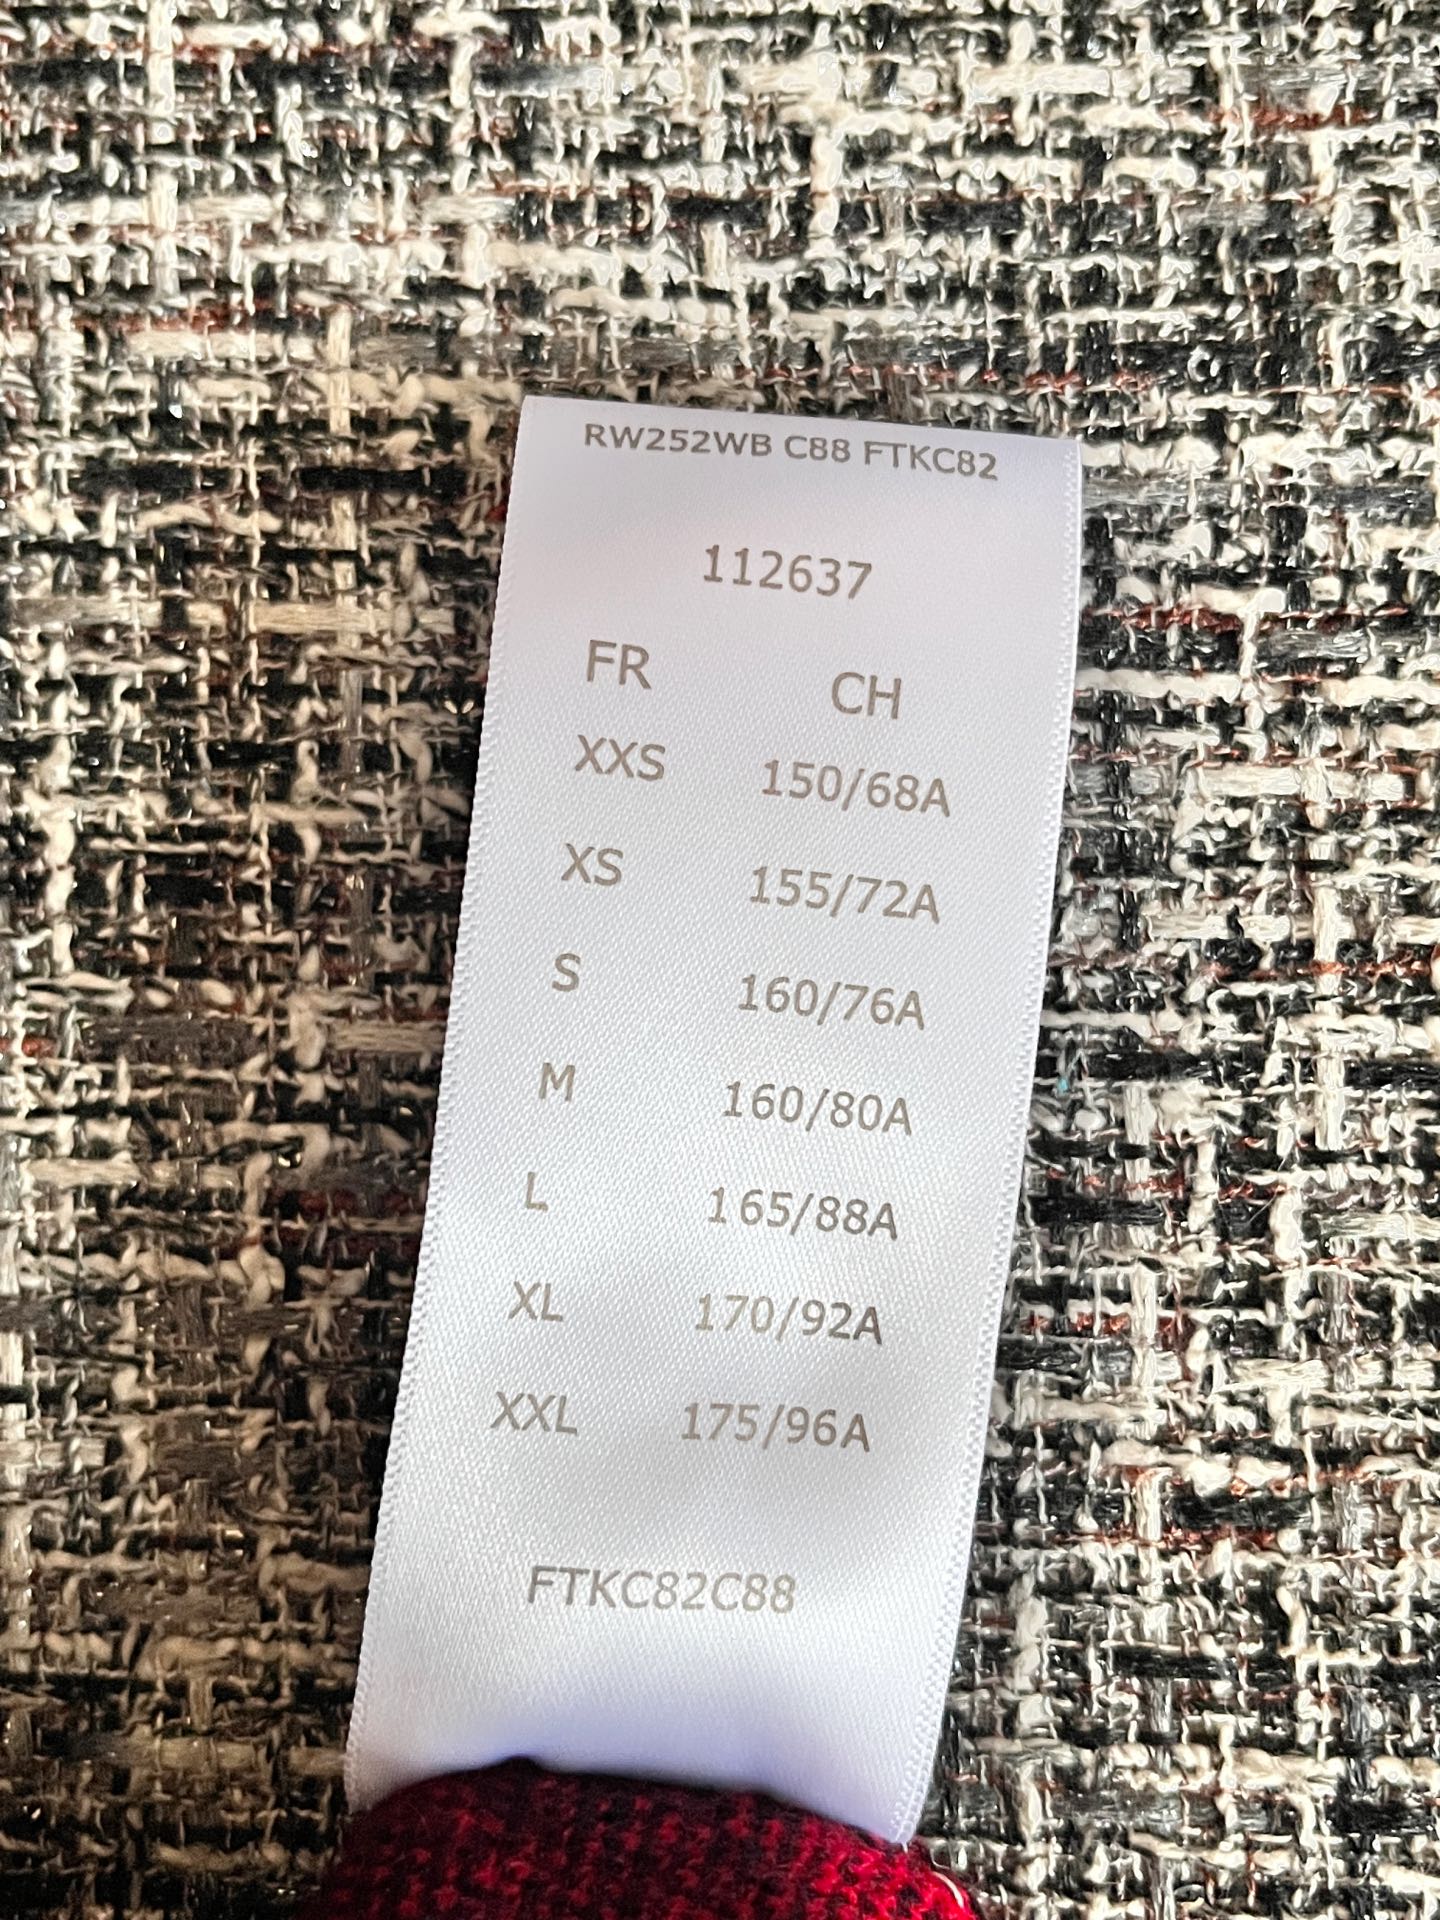 RW252WB C88 FTKC82
112637
FR CH
XXS 150/68A
XS 155/72A
S 160/76A
M 160/80A
L 165/88A
XL 170/92A
XXL 175/96A
FTKC82C88